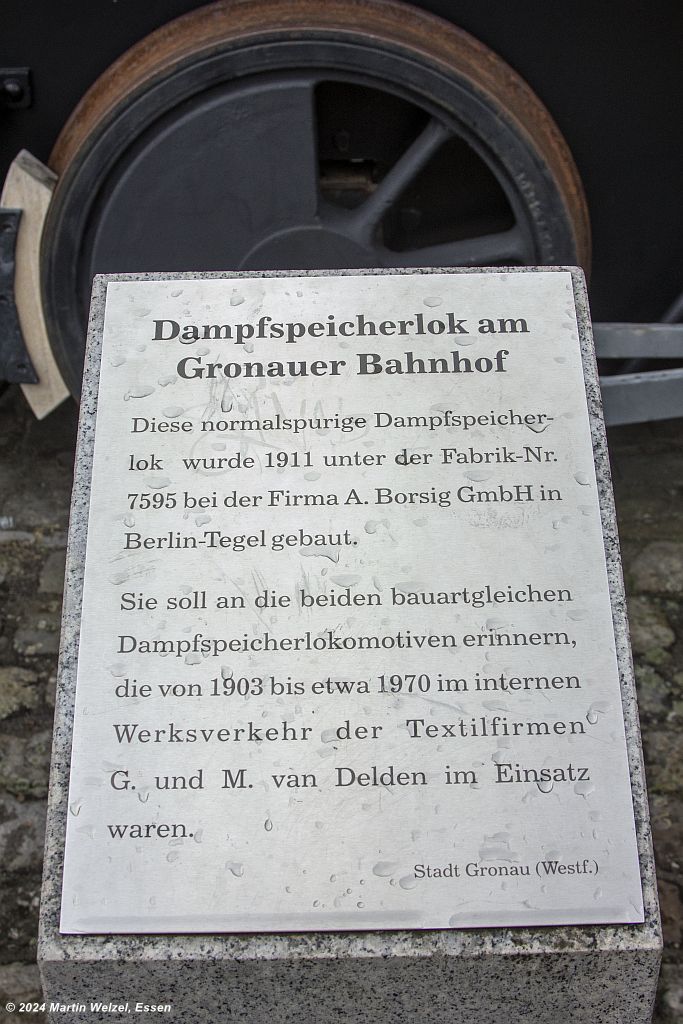 Dampfspeicherlok am
Gronauer Bahnhof
Diese normalspurige Dampfspeicher-
lok wurde 1911 unter der Fabrik-Nr.
7595 bei der Firma A. Borsig GmbH in
Berlin-Tegel gebaut.
Sie soll an die beiden bauartgleichen
Dampfspeicherlokomotiven erinnern,
die von 1903 bis etwa 1970 im internen
Werksverkehr der Textilfirmen
G. und M. van Delden im Einsatz
waren.
Stadt Gronau (Westf.)
© 2024 Martin Welzel, Essen